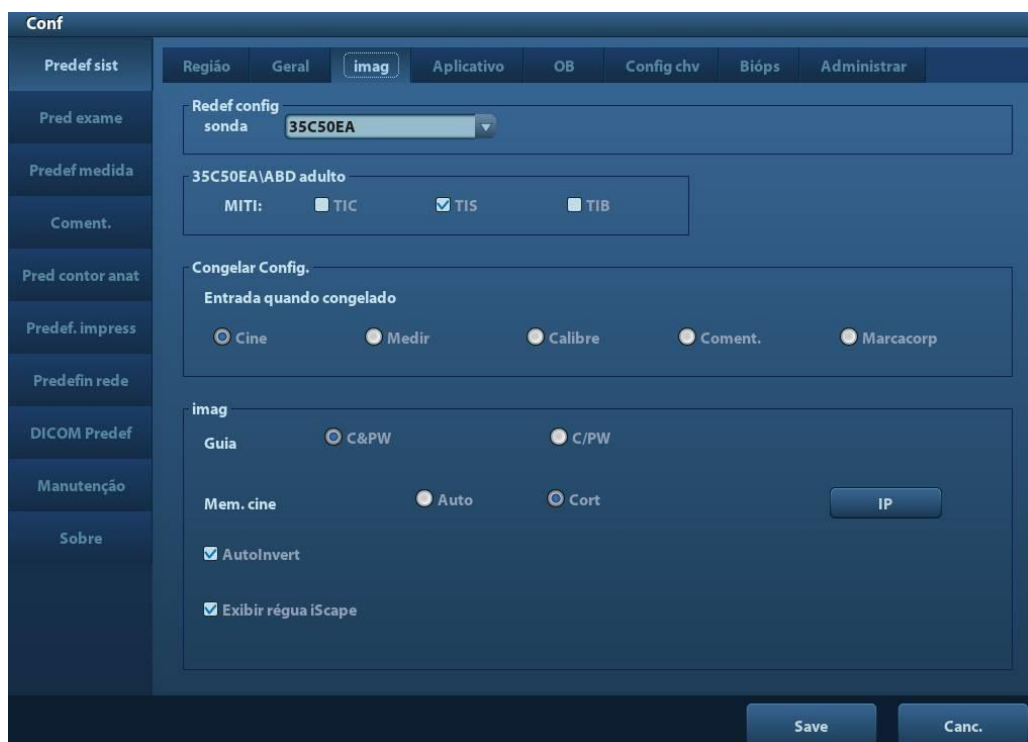 Conf
Predef sist
Pred exame
Predef medida
Coment.
Pred contor anat
Predef. impress
Predefin rede
DICOM Predef
Manutenção
Sobre
Região Geral imag Aplicativo OB Config chv Bióps Administrar
Redef config
sonda 35C50EA
35C50EA\ABD adulto
MITI: TIC TIS TIB
Congelar Config.
Entrada quando congelado
Cine Medir Calibre Coment. Marcacorp
imag
Guia C&PW C/PW
Mem. cine Auto Cort IP
AutoInvert
Exibir régua iScape
Save Canc.